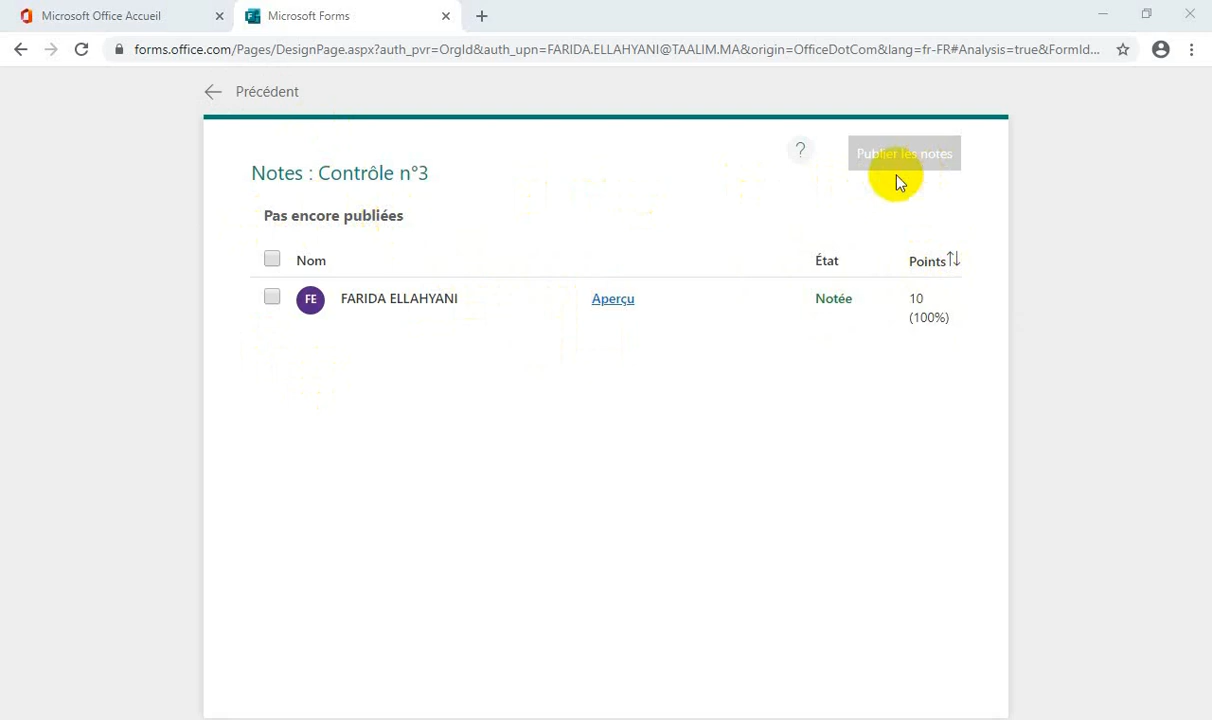 Microsoft Office Accueil
Microsoft Forms
forms.office.com/Pages/DesignPage.aspx?auth_pvr=OrgId&auth_upn=FARIDA.ELLAHYANI@TAALIM.MA&origin=OfficeDotCom&lang=fr-FR#Analysis=true&FormId...
Précédent
? Publier les notes
Notes : Contrôle n°3
Pas encore publiées
Nom État Points
FE FARIDA ELLAHYANI Aperçu Notée 10
(100%)